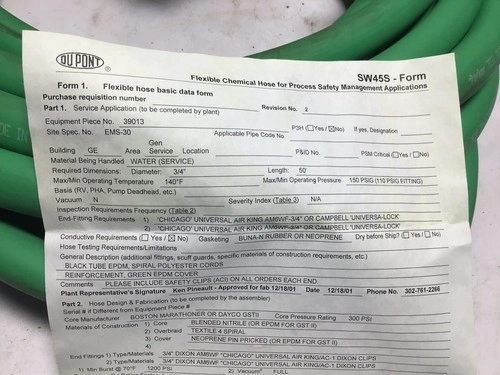 DU PONT
SW45S - Form
Flexible Chemical Hose for Process Safety Management Applications
Form 1. Flexible hose basic data form
Purchase requisition number
Part 1. Service Application (to be completed by plant) Revision No. 2
Equipment Piece No. 39013 P3H (☐Yes / ☒No) If yes, Designation
Site Spec. No. EMS-30 Applicable Pipe Code No.
Gen
Building GE Area Service Location P&ID No. PSM Critical (☐Yes / ☒ No)
Material Being Handled WATER (SERVICE)
Required Dimensions: Diameter: 3/4" Length: 50'
Max/Min Operating Temperature 140°F Max/Min Operating Pressure 150 PSIG (110 PSIG FITTING)
Basis (RV, PHA, Pump Deadhead, etc.)
Vacuum N Severity Index (Table 3) N/A
Inspection Requirements Frequency (Table 2)
End-Fitting Requirements 1) "CHICAGO" UNIVERSAL AIR KING AM6WF-3/4" OR CAMPBELL 'UNIVERSA-LOCK'
2) "CHICAGO" UNIVERSAL AIR KING AM6WF-3/4" OR CAMPBELL 'UNIVERSA-LOCK'
Conductive Requirements (☐ Yes / ☒ No) Gasketing BUNA-N RUBBER OR NEOPRENE Dry before Ship? (☐ Yes / ☒ No)
Hose Testing Requirements/Limitations
General Description (additional fittings, scuff guards, specific materials of construction requirements, etc.)
BLACK TUBE EPDM, SPIRAL POLYESTER CORDS
REINFORCEMENT, GREEN EPDM COVER
Comments PLEASE INCLUDE SAFETY CLIPS (ACI) ON ALL ORDERS EACH END.
Plant Representative's Signature Ken Pineault - Approved for fab 12/18/01 Date 12/18/01 Phone No. 302-761-2266
Part 2. Hose Design & Fabrication (to be completed by the assembler)
Serial # if Different from Equipment Piece #
Core Manufacturer BOSTON MARATHONER OR DAYCO GSTII Core Pressure Rating 300 PSI
Materials of Construction 1) Core BLENDED NITRILE (OR EPDM FOR GST II)
2) Overbraid TEXTILE 4 SPIRAL
3) Cover NEOPRENE PIN PRICKED (OR EPDM FOR GST II)
4)
End Fittings 1) Type/Materials 3/4" DIXON AM6WF "CHICAGO" UNIVERSAL AIR KING/AC-1 DIXON CLIPS
2) Type/Materials 3/4" DIXON AM6WF "CHICAGO" UNIVERSAL AIR KING/AC-1 DIXON CLIPS
1) Min Burst @ 70°F 1200 PSI 2) Vacuum" FULL